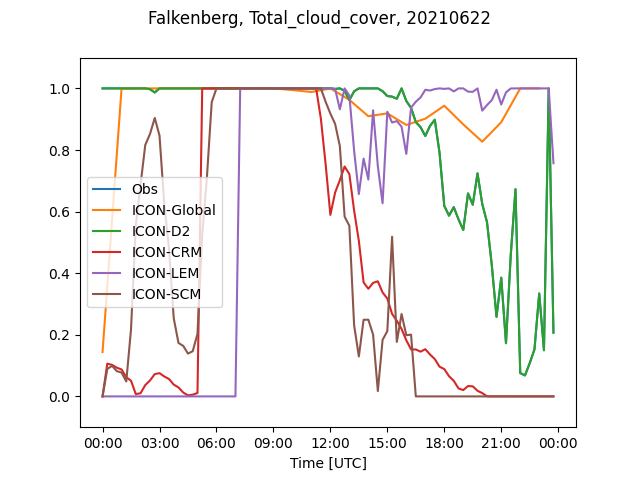 Falkenberg, Total_cloud_cover, 20210622
1.0
0.8
0.6
0.4
0.2
0.0
Obs
ICON-Global
ICON-D2
ICON-CRM
ICON-LEM
ICON-SCM
00:00 03:00 06:00 09:00 12:00 15:00 18:00 21:00 00:00
Time [UTC]